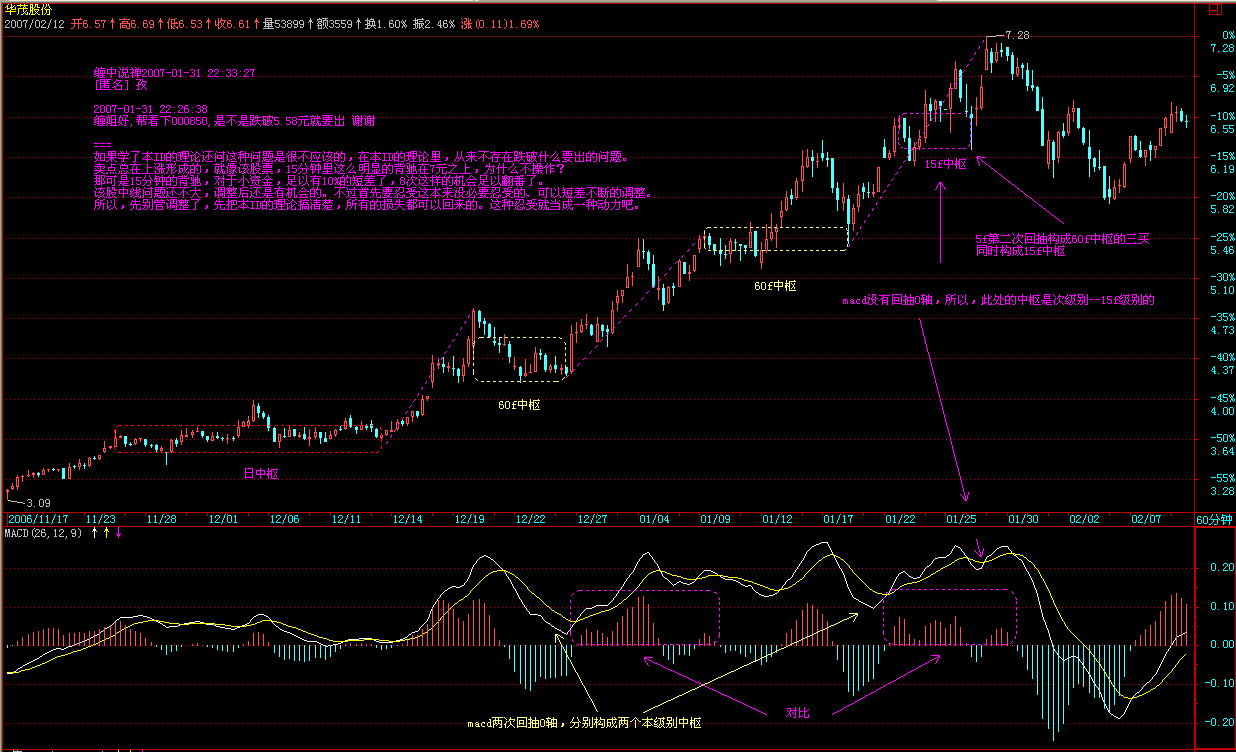 华茂股份
2007/02/12 开6.57↑高6.69↑低6.53↑收6.61↑量53899↑额3559↑换1.60% 振2.46% 涨(0.11)1.69%
7.28
0%
7.28
-5%
6.92
-10%
6.55
-15%
6.19
-20%
5.82
-25%
5.46
-30%
5.10
-35%
4.73
-40%
4.37
-45%
4.00
-50%
3.64
-55%
3.28
缠中说禅2007-01-31 22:33:27
[匿名] 孜
2007-01-31 22:26:38
缠姐好,帮看下000850,是不是跌破5.58元就要出 谢谢
===
如果学了本ID的理论还问这种问题是很不应该的，在本ID的理论里，从来不存在跌破什么要出的问题。
卖点总在上涨形成的，就像该股票，15分钟里这么明显的背驰在7元之上，为什么不操作？
那可是15分钟的背驰，对于小资金，足以有10%的短差了，8次这样的机会足以翻番了。
该股中线问题不大，调整后还是有机会的。不过首先要忍受这本来没必要忍受的、可以短差不断的调整。
所以，先别管调整了，先把本ID的理论搞清楚，所有的损失都可以回来的。这种忍受就当成一种动力吧。
15f中枢
5f第二次回抽构成60f中枢的三买
同时构成15f中枢
60f中枢
macd没有回抽0轴，所以，此处的中枢是次级别--15f级别的
60f中枢
日中枢
3.09
2006/11/17 11/23 11/28 12/01 12/06 12/11 12/14 12/19 12/22 12/27 01/04 01/09 01/12 01/17 01/22 01/25 01/30 02/02 02/07 60分钟
MACD(26,12,9) ↑ ↑ ↓
0.20
0.10
0.00
-0.10
-0.20
对比
macd两次回抽0轴，分别构成两个本级别中枢